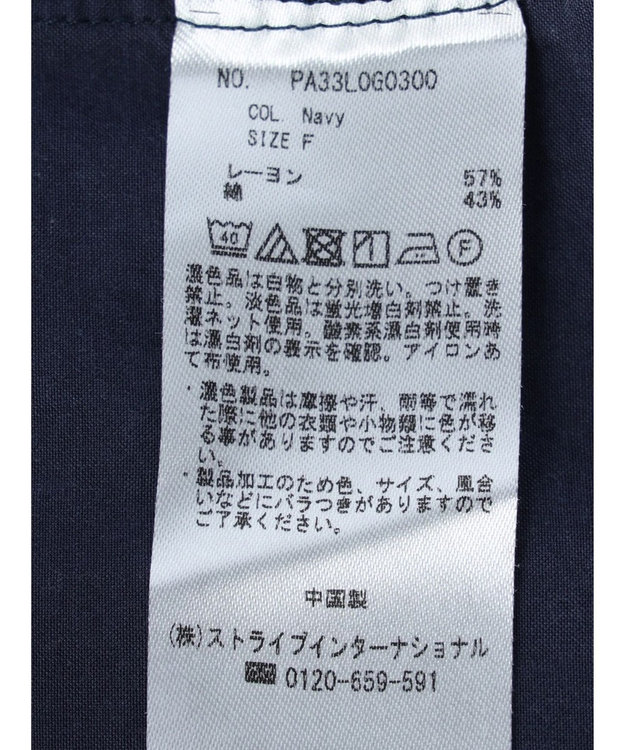 NO. PA33L0G0300
COL. Navy
SIZE F
レーヨン 57%
綿 43%
40
F
濃色品は白物と分別洗い。つけ置き
禁止。淡色品は蛍光増白剤禁止。洗
濯ネット使用。酸素系漂白剤使用時
は漂白剤の表示を確認。アイロンあ
て布使用。
・濃色製品は摩擦や汗、雨等で濡れ
た際に他の衣類や小物類に色が移
る事がありますのでご注意くださ
い。
・製品加工のため色、サイズ、風合
いなどにバラつきがありますので
ご了承ください。
中国製
(株)ストライプインターナショナル
0120-659-591